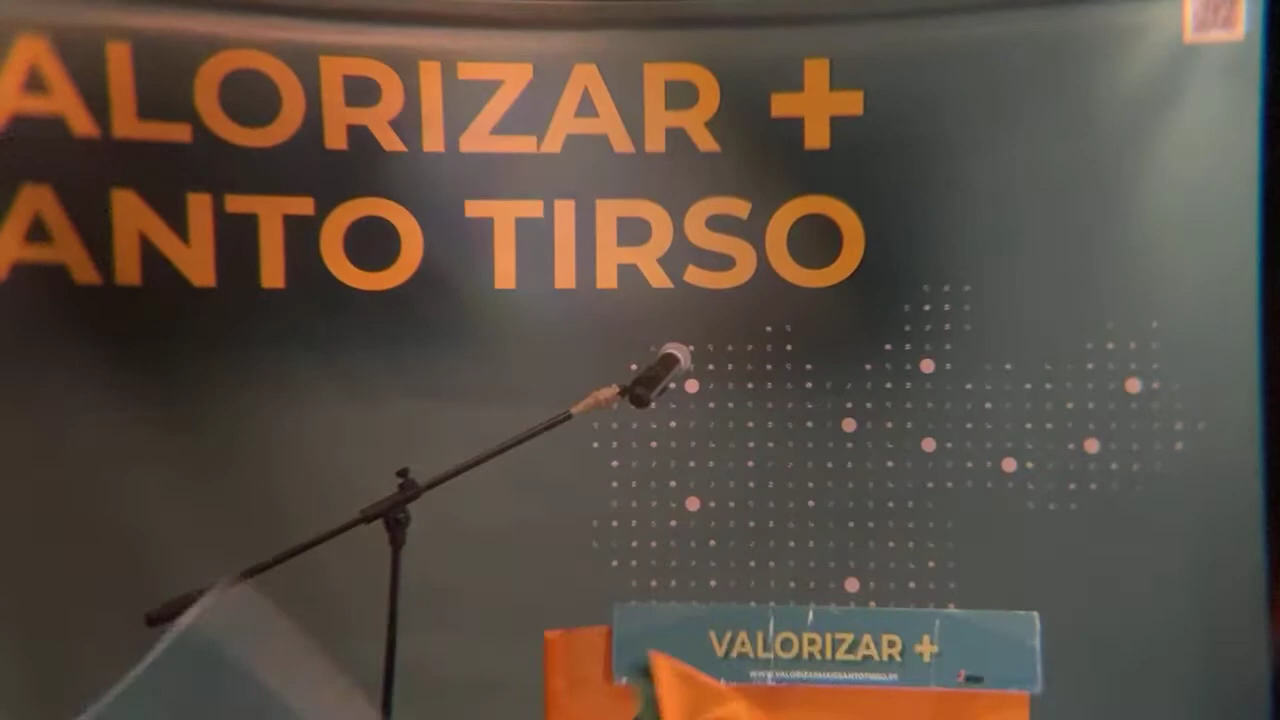 ALORIZAR +
ANTO TIRSO
VALORIZAR +
WWW.VALORIZARMAISSANTOTIRSO.PT